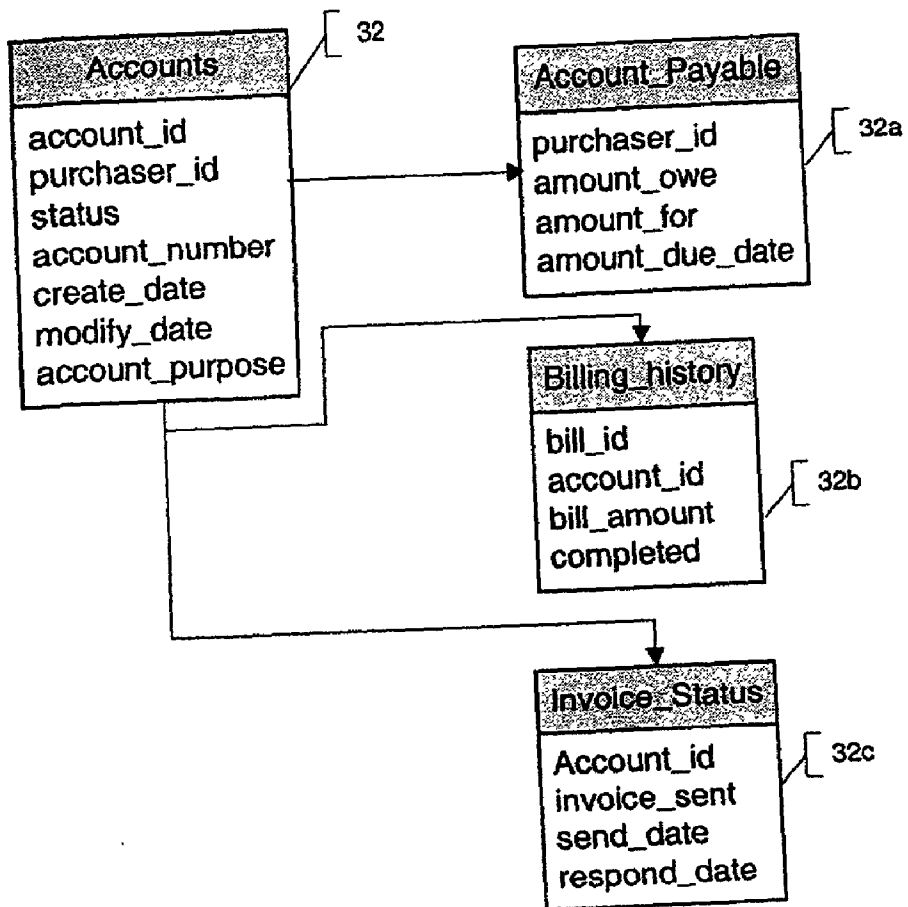 32
Accounts
account_id
purchaser_id
status
account_number
create_date
modify_date
account_purpose
Account_Payable
purchaser_id
amount_owe
amount_for
amount_due_date
32a
Billing_history
bill_id
account_id
bill_amount
completed
32b
Invoice_Status
Account_id
invoice_sent
send_date
respond_date
32c